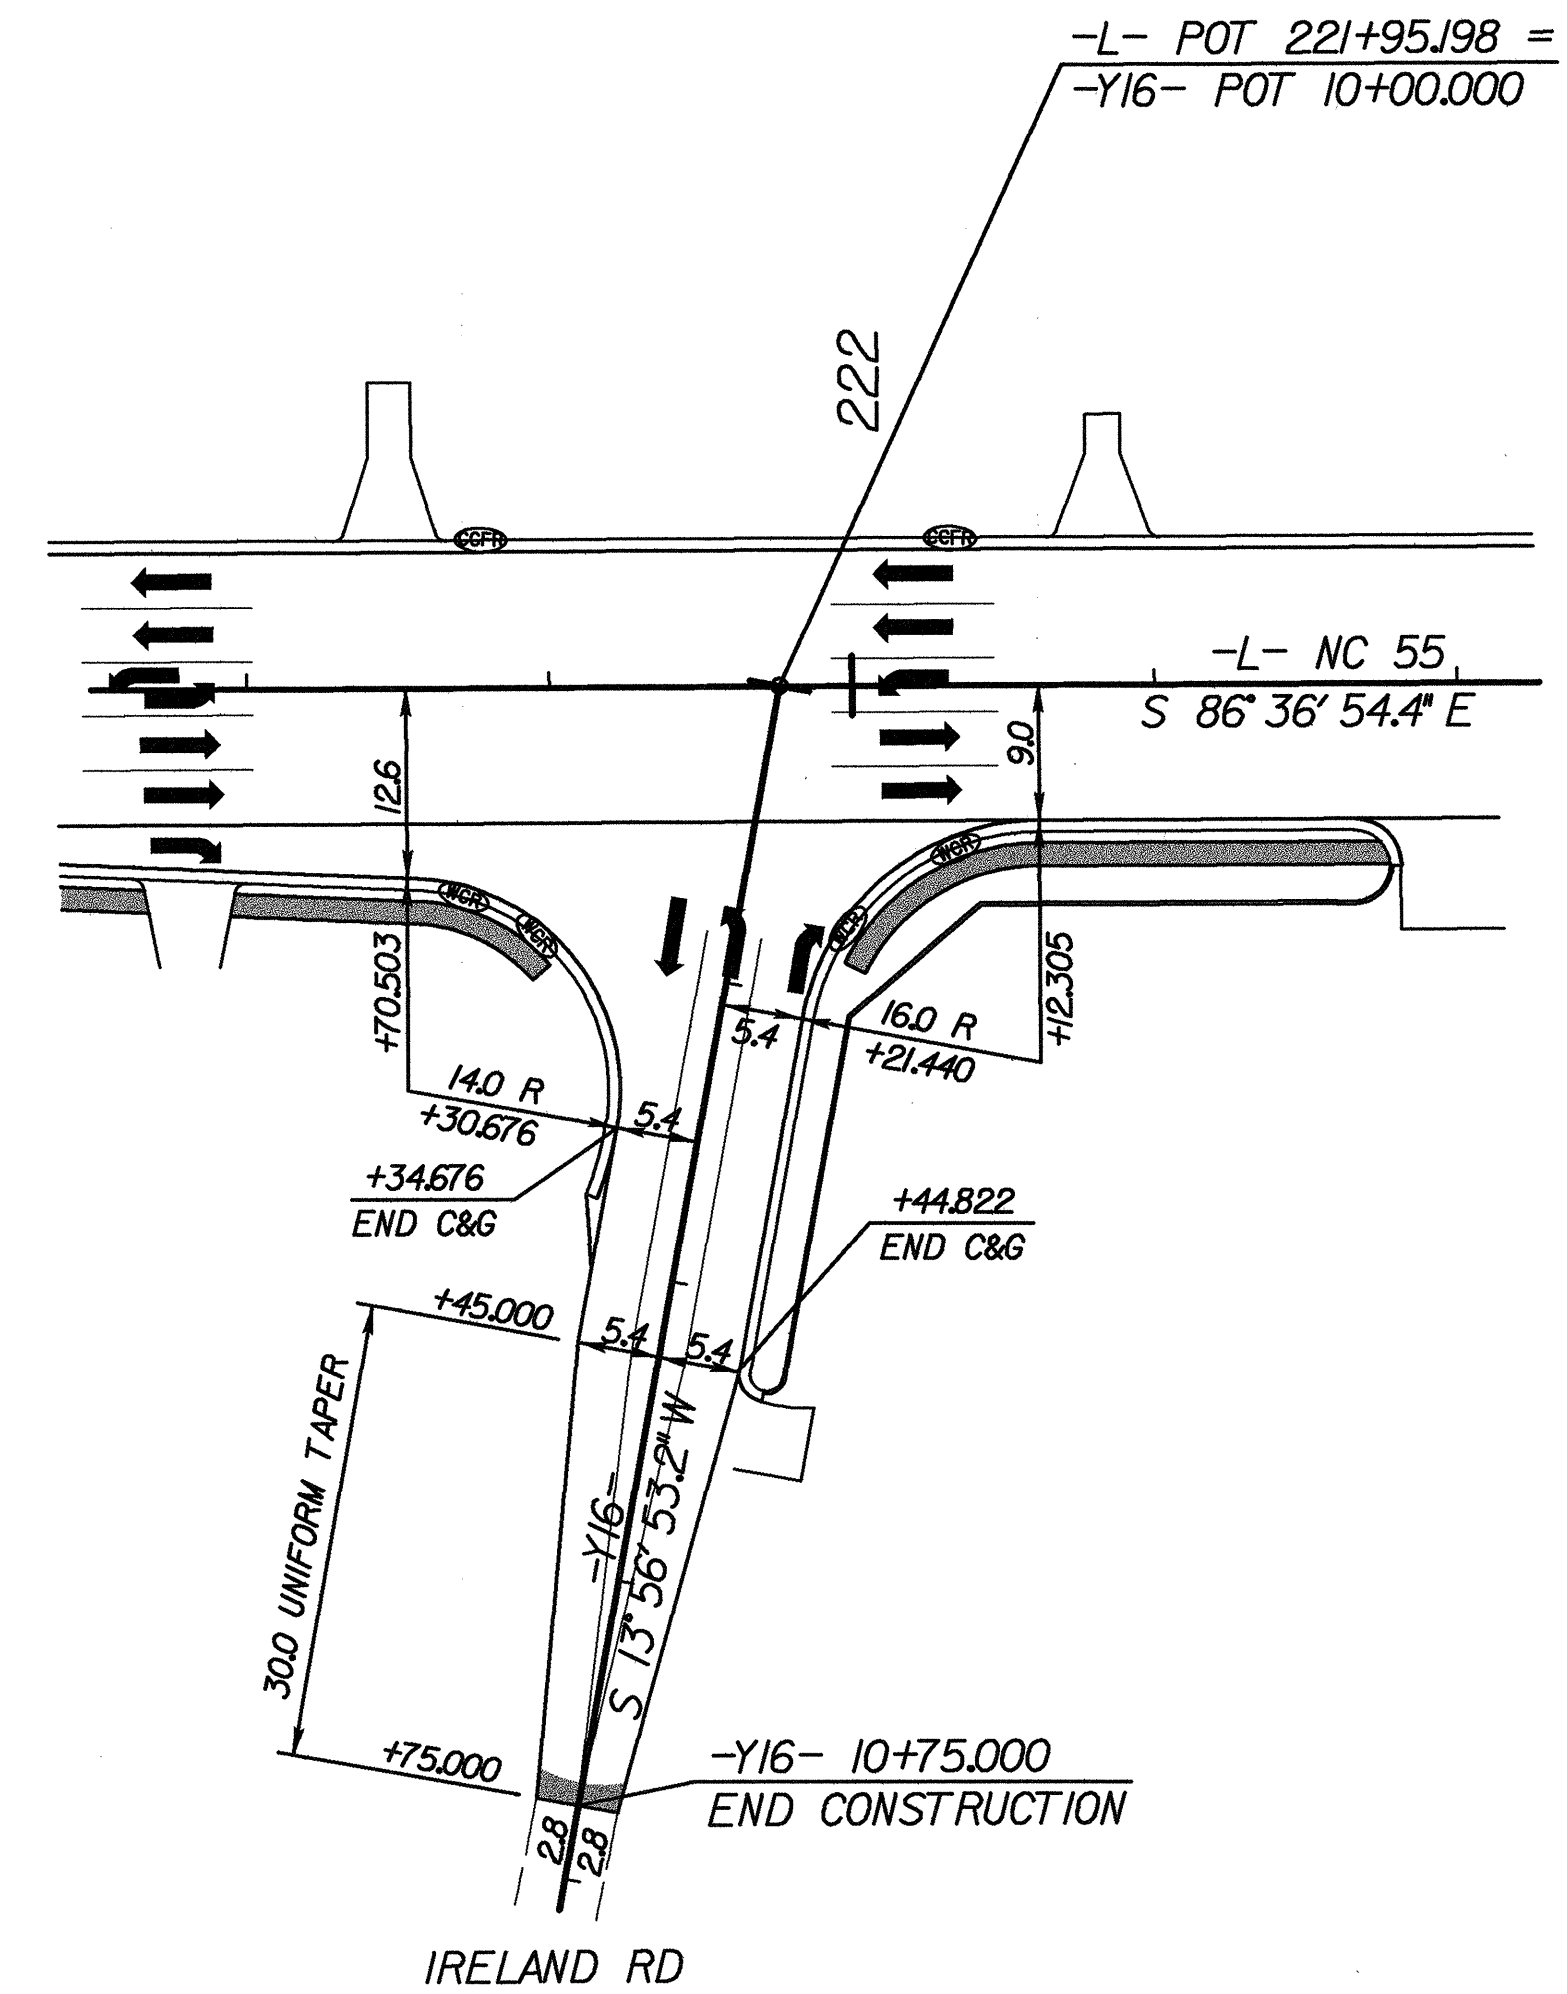 -L- POT 221+95.198 =
-Y16- POT 10+00.000
222
CCFR
CCFR
-L- NC 55
S 86° 36' 54.4" E
12.6
9.0
WCR
WCR
WCR
WCR
+70.503
+12.305
5.4
16.0 R
+21.440
14.0 R
+30.676
5.4
+34.676
END C&G
+44.822
END C&G
+45.000
5.4
5.4
30.0 UNIFORM TAPER
-Y16-
S 13° 56' 53.2" W
+75.000
-Y16- 10+75.000
END CONSTRUCTION
2.8
2.8
IRELAND RD